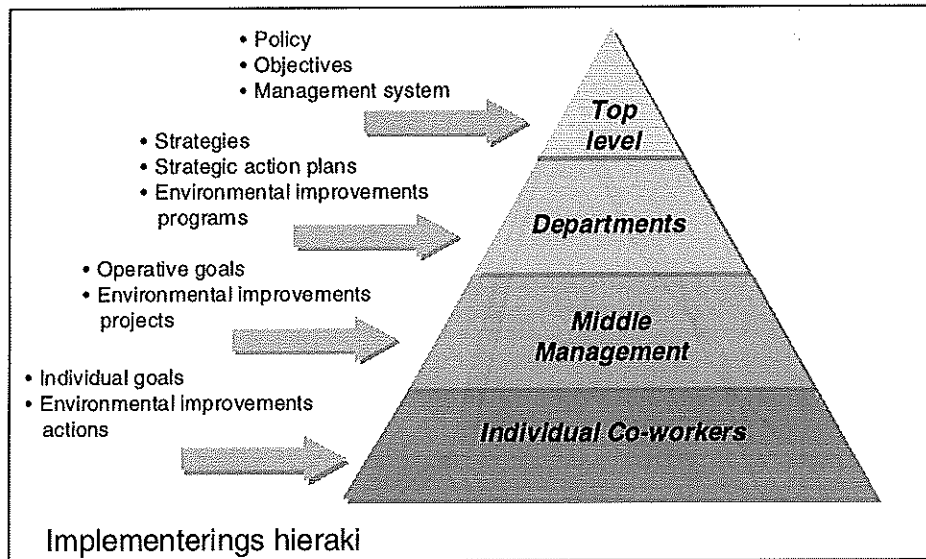 • Policy
• Objectives
• Management system
Top
level
• Strategies
• Strategic action plans
• Environmental improvements
programs
Departments
• Operative goals
• Environmental improvements
projects
Middle
Management
• Individual goals
• Environmental improvements
actions
Individual Co-workers
Implementerings hieraki